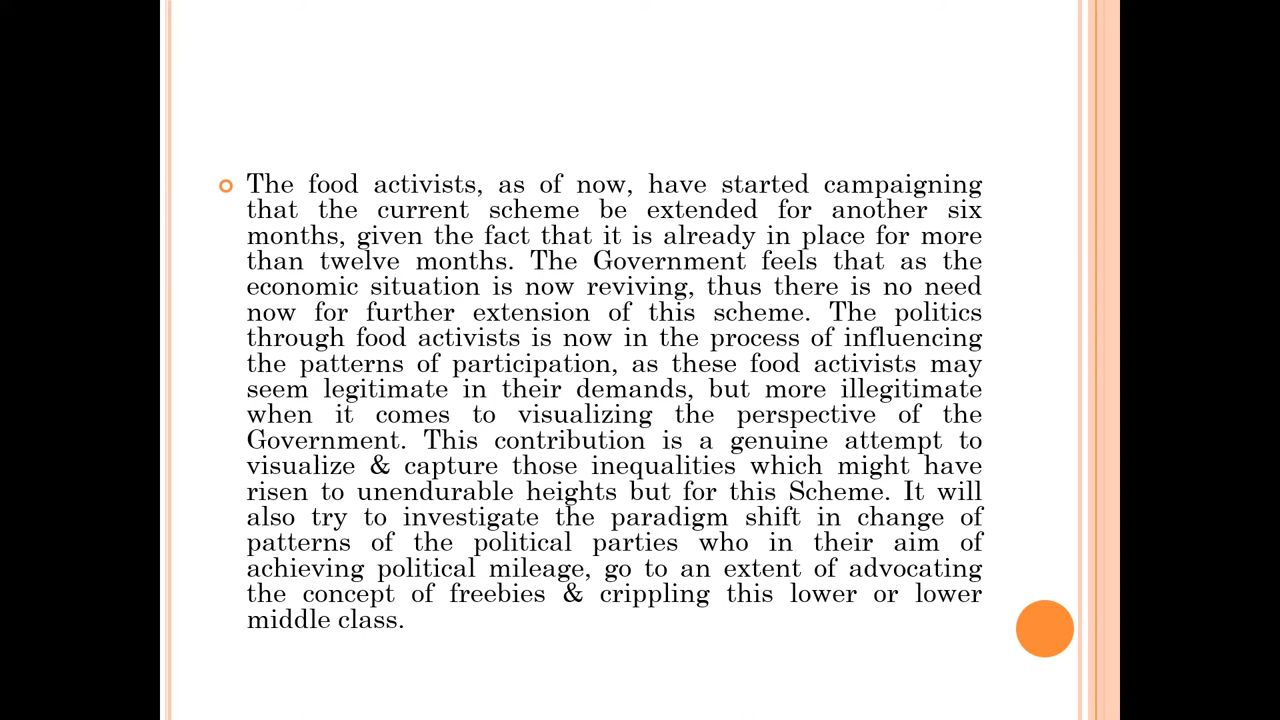 The food activists, as of now, have started campaigning
that the current scheme be extended for another six
months, given the fact that it is already in place for more
than twelve months. The Government feels that as the
economic situation is now reviving, thus there is no need
now for further extension of this scheme. The politics
through food activists is now in the process of influencing
the patterns of participation, as these food activists may
seem legitimate in their demands, but more illegitimate
when it comes to visualizing the perspective of the
Government. This contribution is a genuine attempt to
visualize & capture those inequalities which might have
risen to unendurable heights but for this Scheme. It will
also try to investigate the paradigm shift in change of
patterns of the political parties who in their aim of
achieving political mileage, go to an extent of advocating
the concept of freebies & crippling this lower or lower
middle class.